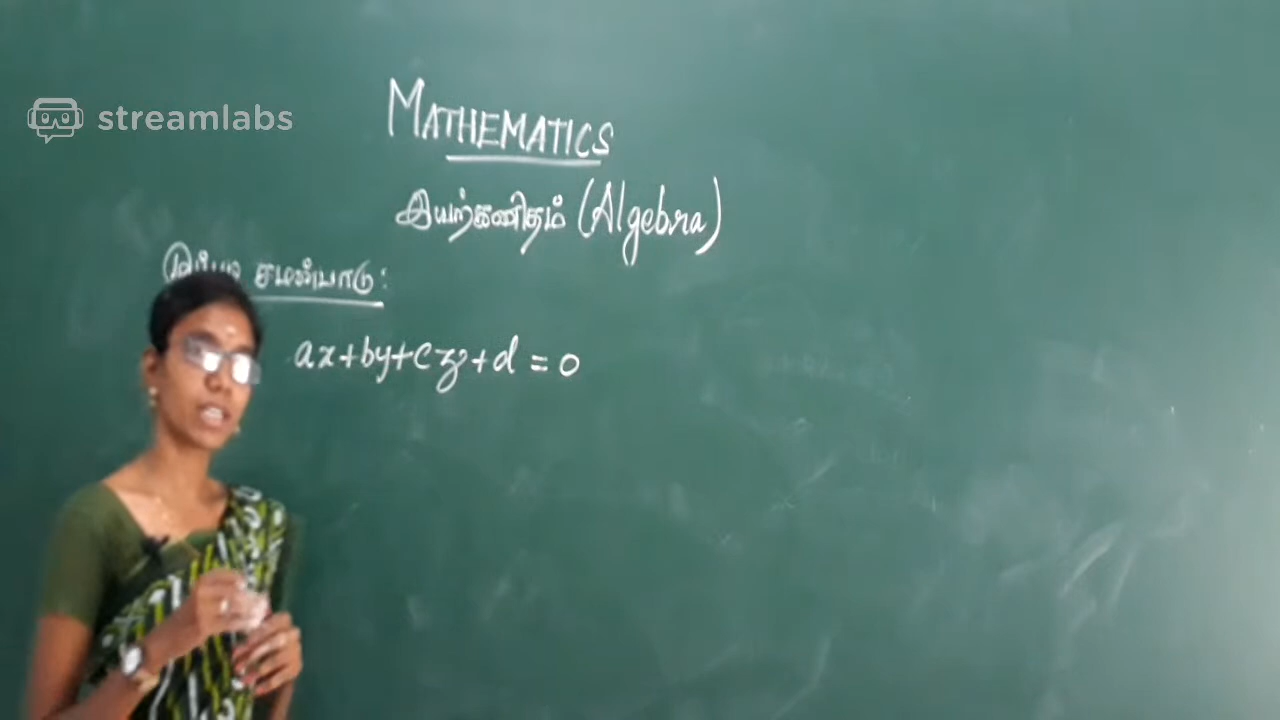 streamlabs
MATHEMATICS
இயற்கணிதம் (Algebra)
சமன்பாடு:
ax+by+cz+d = 0